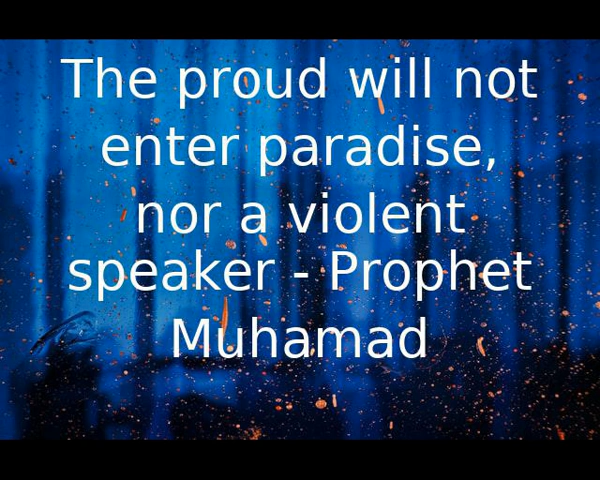 The proud will not
enter paradise,
nor a violent
speaker - Prophet
Muhamad